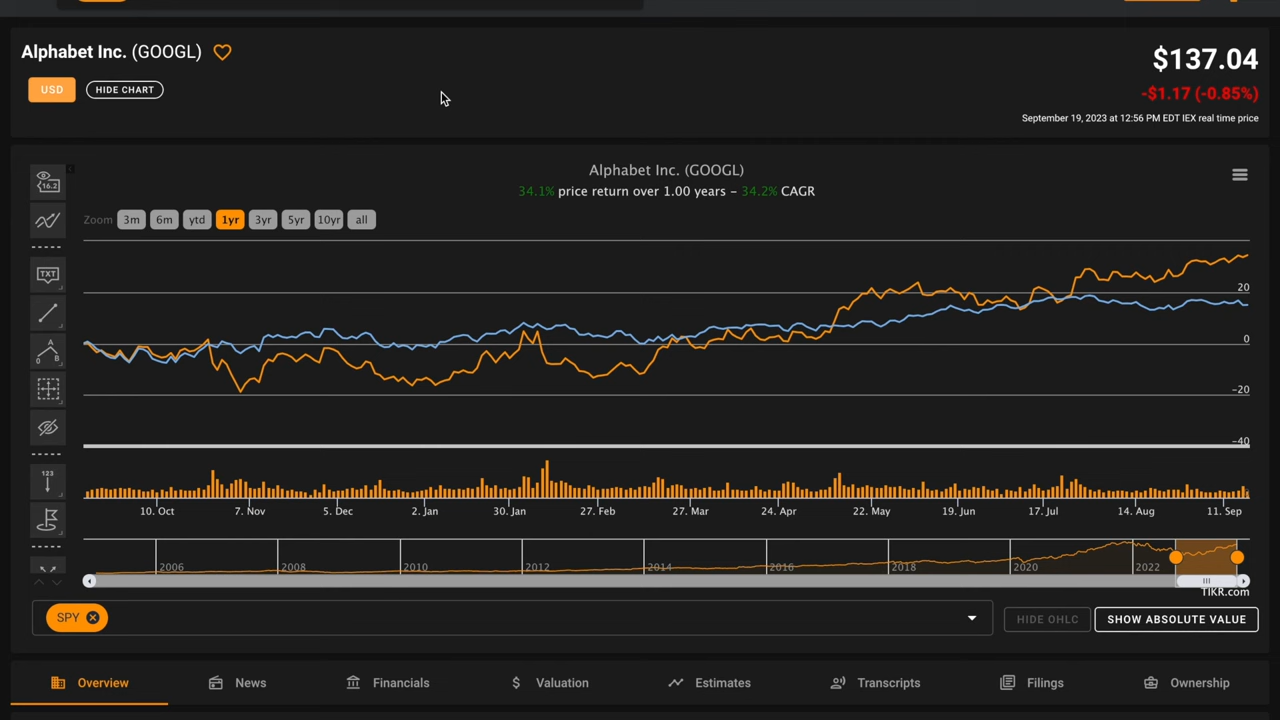 Alphabet Inc. (GOOGL)
$137.04
USD HIDE CHART
-$1.17 (-0.85%)
September 19, 2023 at 12:56 PM EDT IEX real time price
Alphabet Inc. (GOOGL)
34.1% price return over 1.00 years – 34.2% CAGR
16.2
Zoom 3m 6m ytd 1yr 3yr 5yr 10yr all
TXT
20
A
0
0 B
−20
−40
123
10. Oct 7. Nov 5. Dec 2. Jan 30. Jan 27. Feb 27. Mar 24. Apr 22. May 19. Jun 17. Jul 14. Aug 11. Sep
2006 2008 2010 2012 2014 2016 2018 2020 2022
TIKR.com
SPY HIDE OHLC SHOW ABSOLUTE VALUE
Overview News Financials $ Valuation Estimates Transcripts Filings Ownership